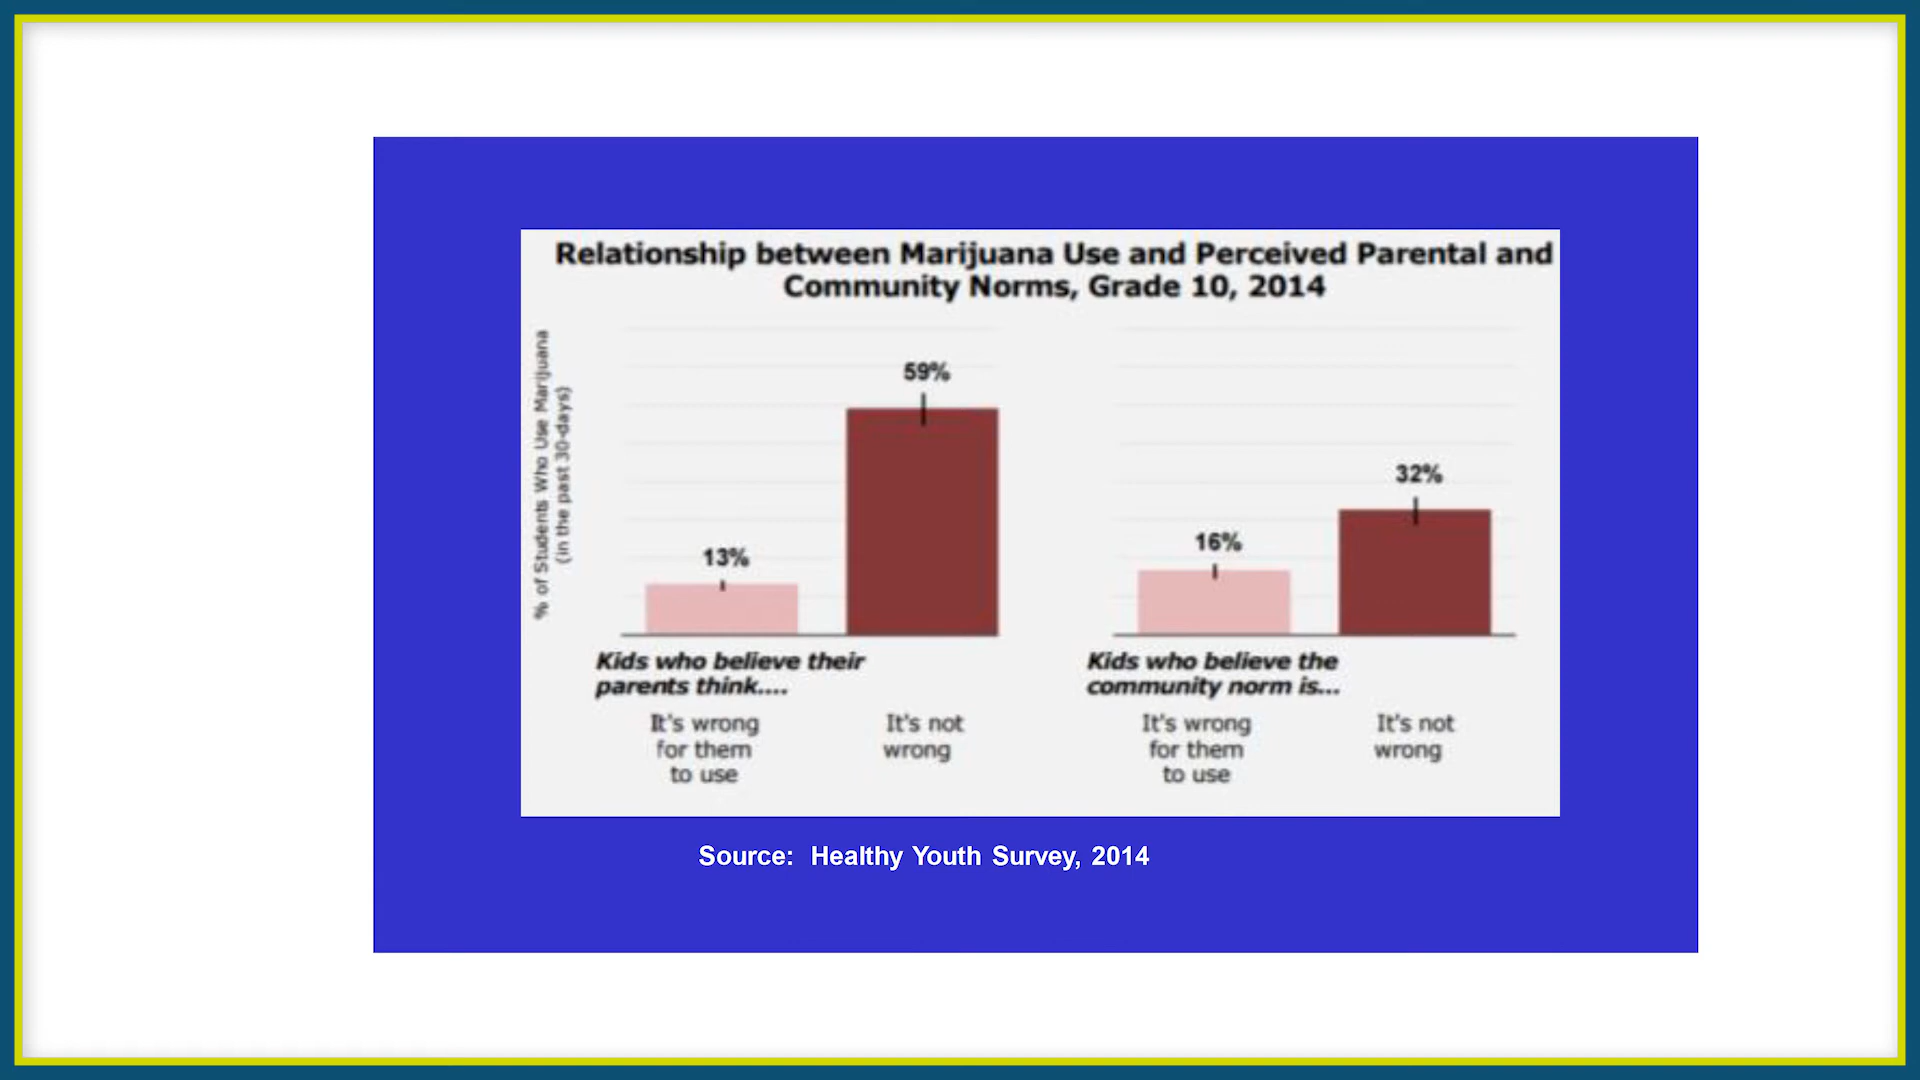 Relationship between Marijuana Use and Perceived Parental and
Community Norms, Grade 10, 2014
% of Students Who Use Marijuana
(in the past 30-days)
13%
59%
16%
32%
Kids who believe their
parents think....
It's wrong
for them
to use
It's not
wrong
Kids who believe the
community norm is...
It's wrong
for them
to use
It's not
wrong
Source: Healthy Youth Survey, 2014